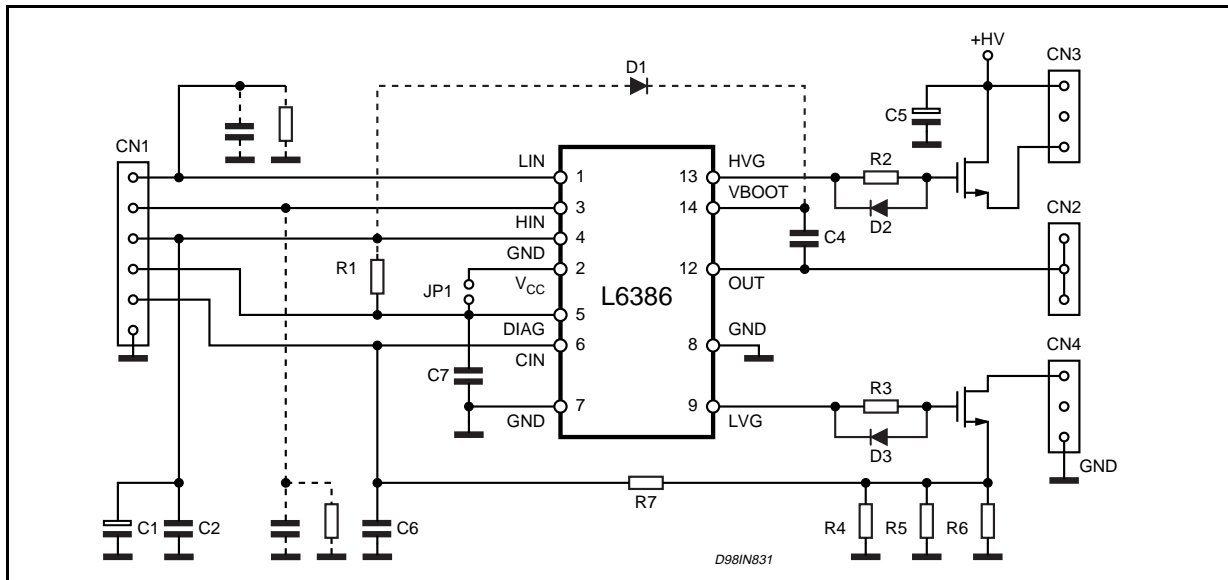 +HV
CN3
D1
C5
CN1
LIN
HVG
R2
1
13
VBOOT
3
14
D2
CN2
HIN
C4
4
GND
R1
2
12
JP1
VCC
L6386
OUT
5
DIAG
GND
CN4
6
8
CIN
C7
R3
7
9
GND
LVG
D3
GND
R7
C1
C2
C6
R4
R5
R6
D98IN831